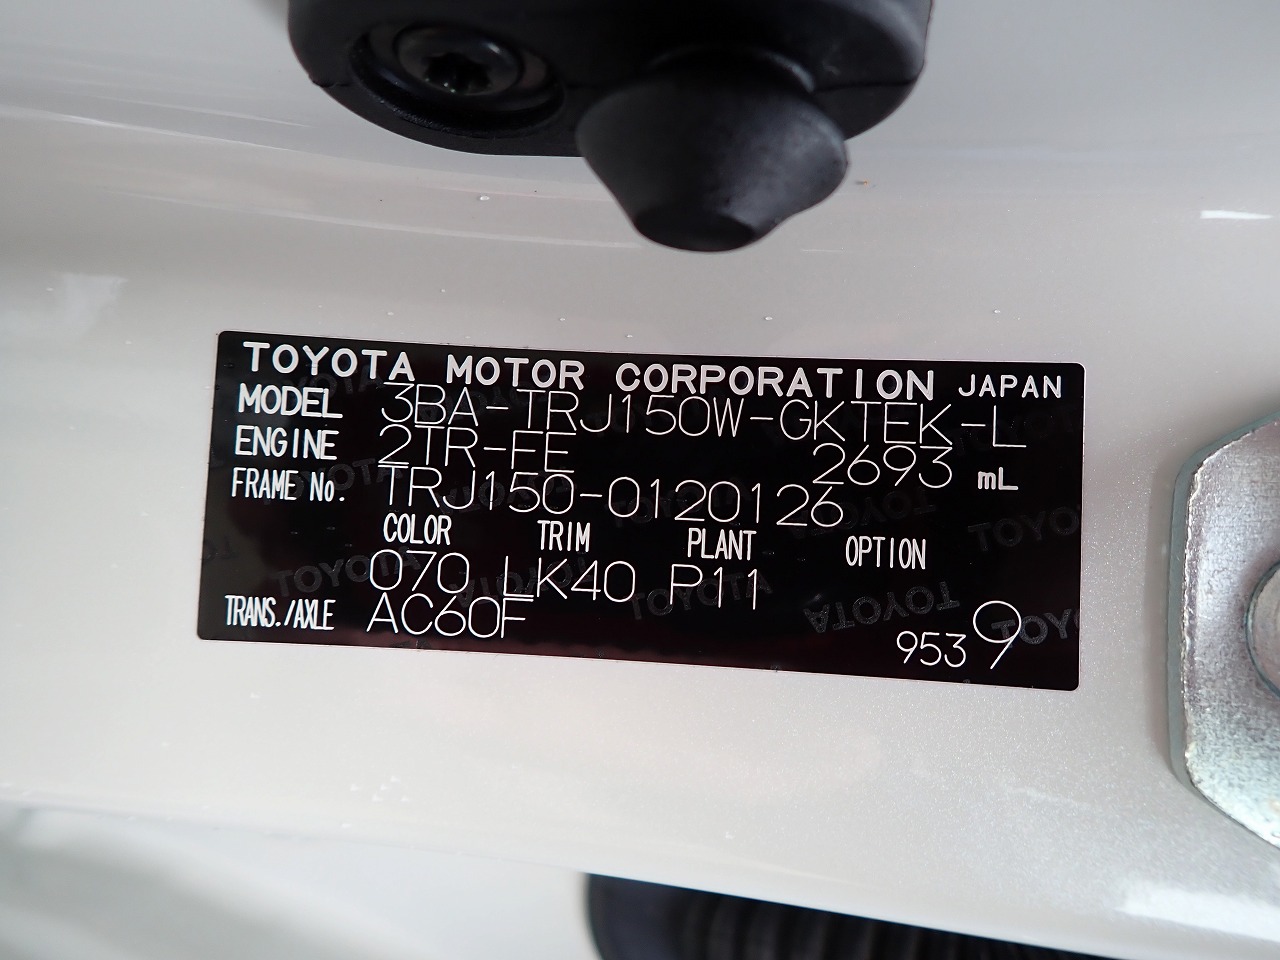 TOYOTA MOTOR CORPORATION JAPAN
MODEL 3BA-TRJ150W-GKTEK-L
ENGINE 2TR-FE 2693 mL
FRAME No. TRJ150-0120126
COLOR TRIM PLANT OPTION
070 LK40 P11
TRANS./AXLE AC60F
9539